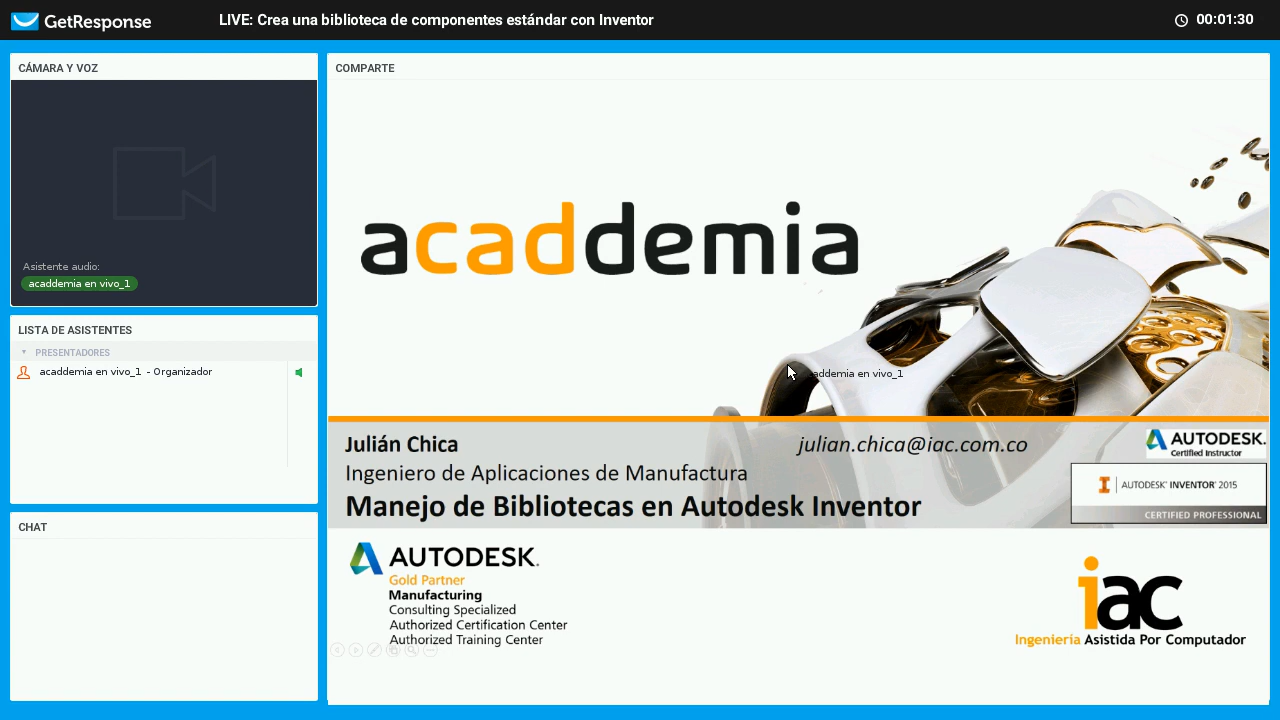 GetResponse
LIVE: Crea una biblioteca de componentes estándar con Inventor
00:01:30
CÁMARA Y VOZ
Asistente audio:
acaddemia en vivo_1
LISTA DE ASISTENTES
PRESENTADORES
acaddemia en vivo_1 - Organizador
CHAT
COMPARTE
acaddemia
addemia en vivo_1
Julián Chica
julian.chica@iac.com.co
Ingeniero de Aplicaciones de Manufactura
Manejo de Bibliotecas en Autodesk Inventor
AUTODESK.
Certified Instructor
AUTODESK® INVENTOR® 2015
CERTIFIED PROFESSIONAL
AUTODESK.
Gold Partner
Manufacturing
Consulting Specialized
Authorized Certification Center
Authorized Training Center
iac
Ingeniería Asistida Por Computador